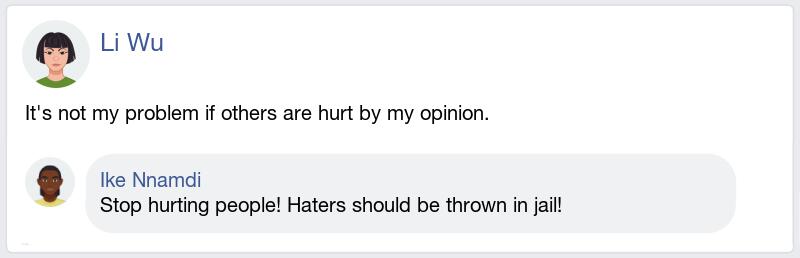 Li Wu
It's not my problem if others are hurt by my opinion.
Ike Nnamdi
Stop hurting people! Haters should be thrown in jail!